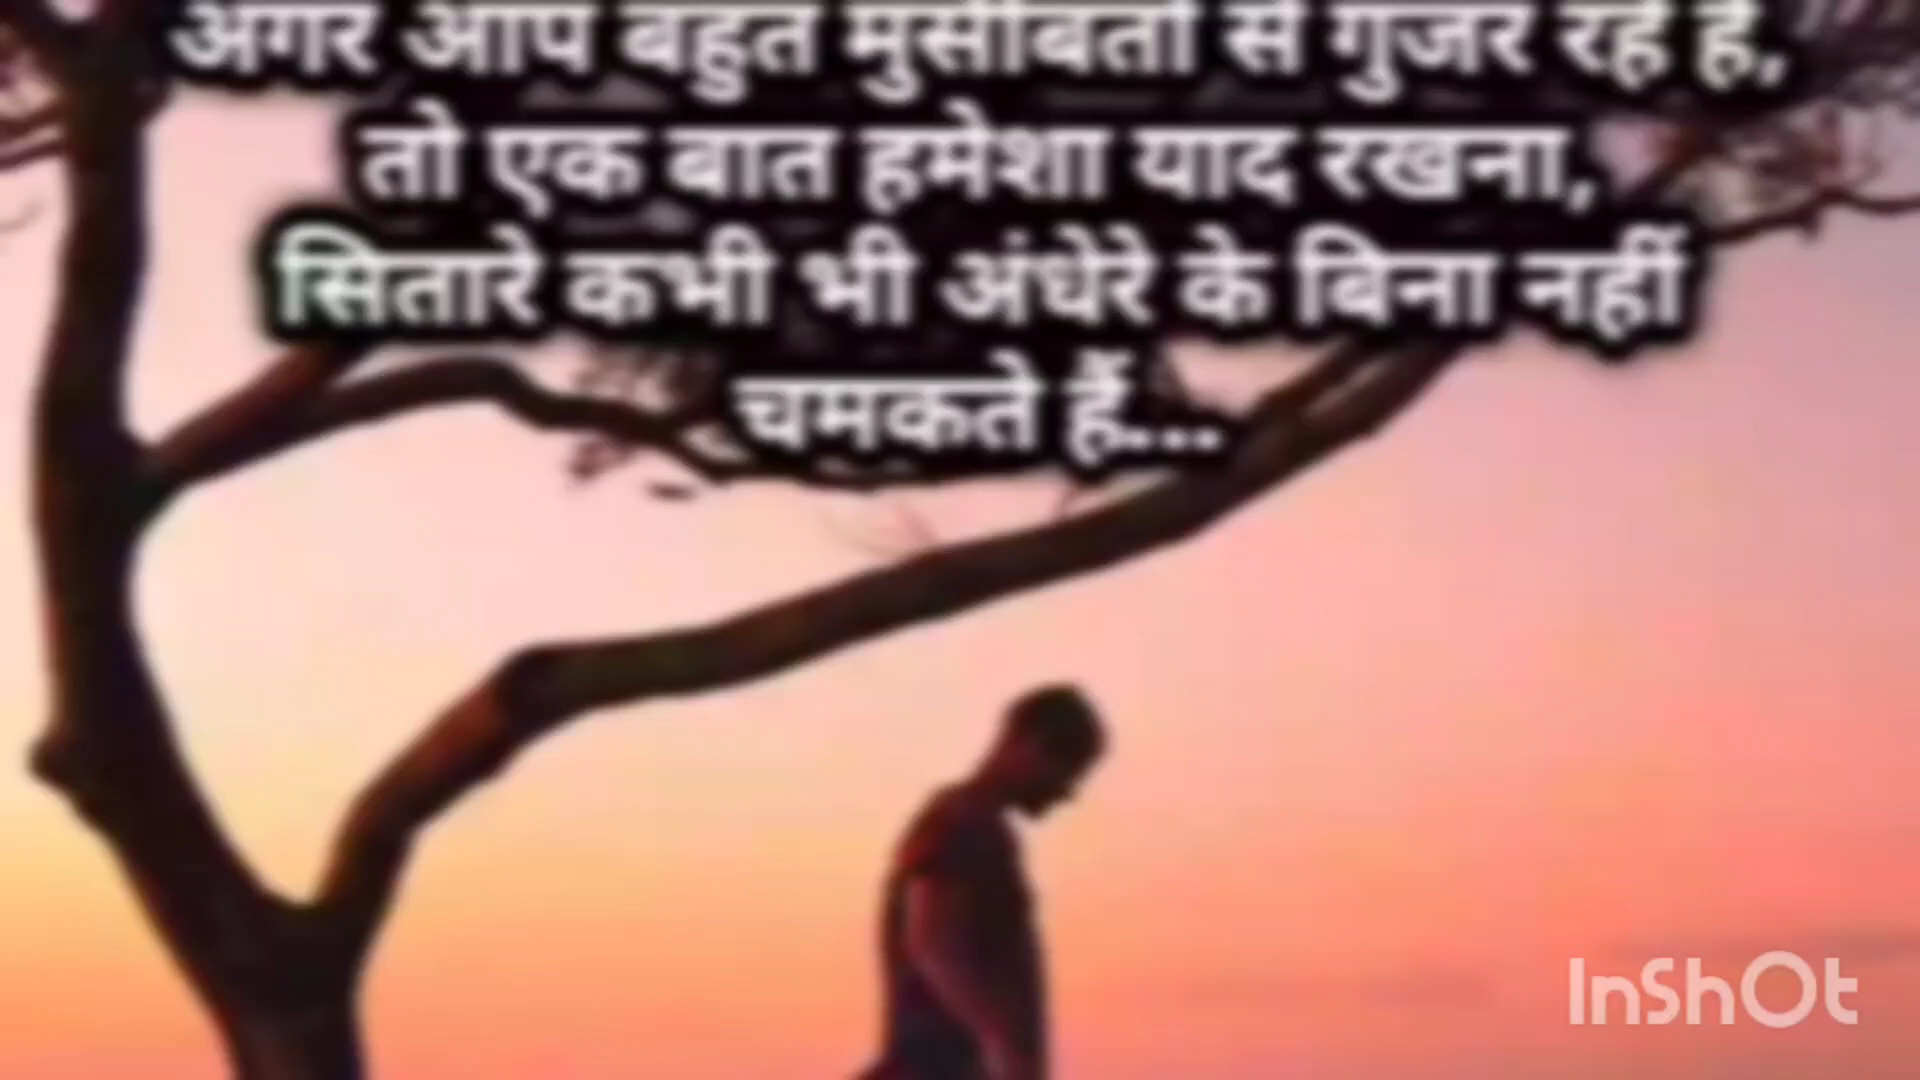 अगर आप बहुत मुसीबतों से गुजर रहे हैं,
तो एक बात हमेशा याद रखना,
सितारे कभी भी अंधेरे के बिना नहीं
चमकते हैं...
InShOt